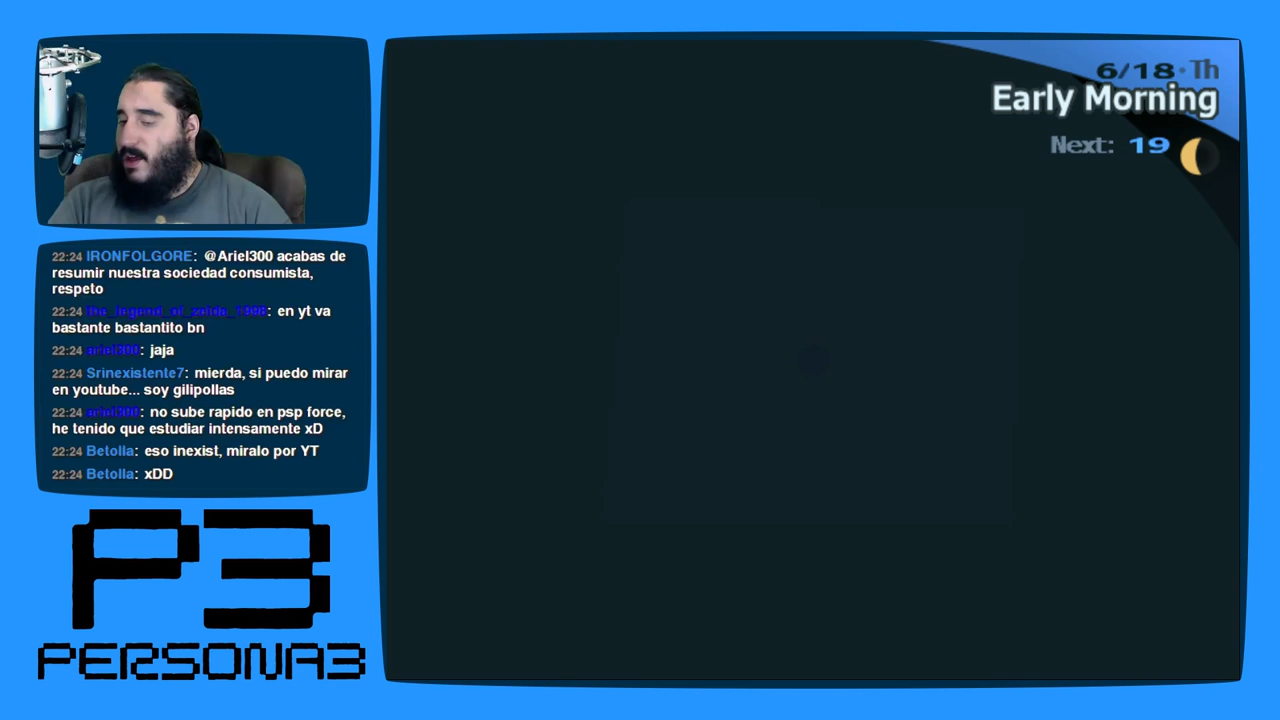 22:24 IRONFOLGORE: @Ariel300 acabas de
resumir nuestra sociedad consumista,
respeto
22:24 the_legend_of_zelda_1998: en yt va
bastante bastantito bn
22:24 ariel300: jaja
22:24 Srinexistente7: mierda, si puedo mirar
en youtube... soy gilipollas
22:24 ariel300: no sube rapido en psp force,
he tenido que estudiar intensamente xD
22:24 Betolla: eso inexist, miralo por YT
22:24 Betolla: xDD
P3
PERSONA3
6/18·Th
Early Morning
Next: 19